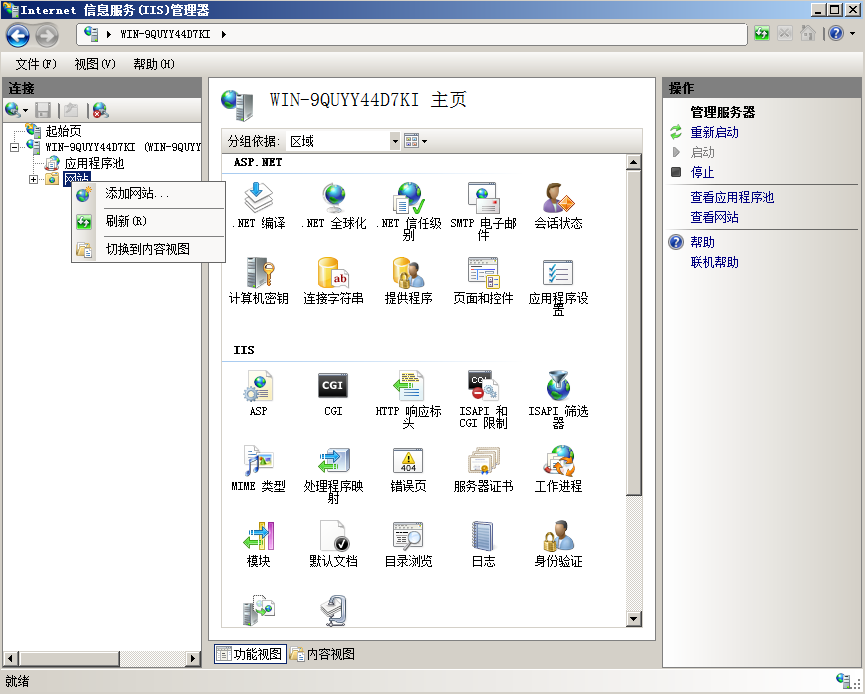 Internet 信息服务(IIS)管理器
WIN-9QUYY44D7KI
文件(F) 视图(V) 帮助(H)
连接
起始页
WIN-9QUYY44D7KI (WIN-9QUYY
应用程序池
网站
添加网站...
刷新(R)
切换到内容视图
WIN-9QUYY44D7KI 主页
分组依据: 区域
ASP.NET
.NET 编译
.NET 全球化
.NET 信任级别
SMTP 电子邮件
会话状态
计算机密钥
连接字符串
ab
提供程序
页面和控件
应用程序设置
IIS
ASP
CGI
CGI
HTTP 响应标头
CGI
ISAPI 和 CGI 限制
ISAPI 筛选器
MIME 类型
处理程序映射
404
错误页
服务器证书
工作进程
模块
默认文档
目录浏览
日志
身份验证
功能视图
内容视图
操作
管理服务器
重新启动
启动
停止
查看应用程序池
查看网站
帮助
联机帮助
就绪